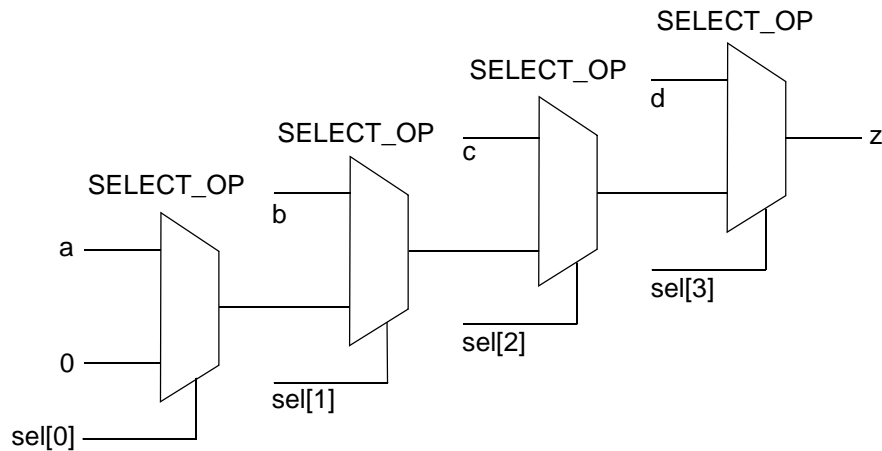 SELECT_OP
d
z
SELECT_OP
c
sel[3]
SELECT_OP
b
sel[2]
SELECT_OP
a
0
sel[1]
sel[0]